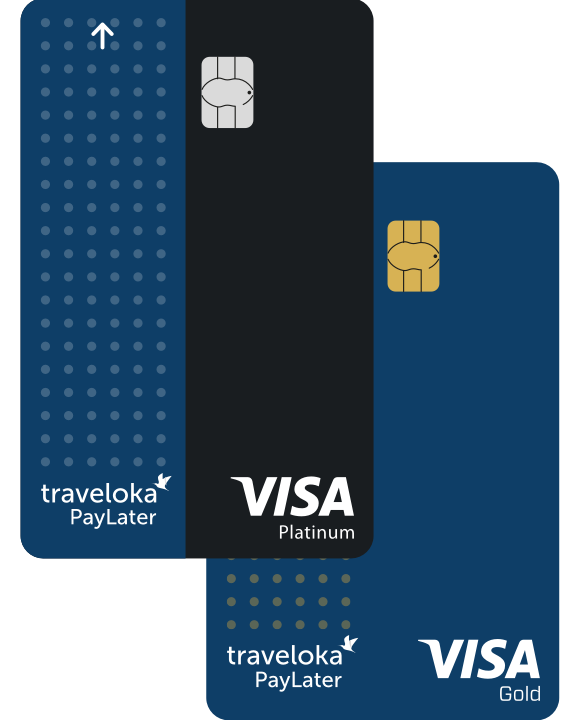 traveloka
PayLater
VISA
Platinum
traveloka
PayLater
VISA
Gold